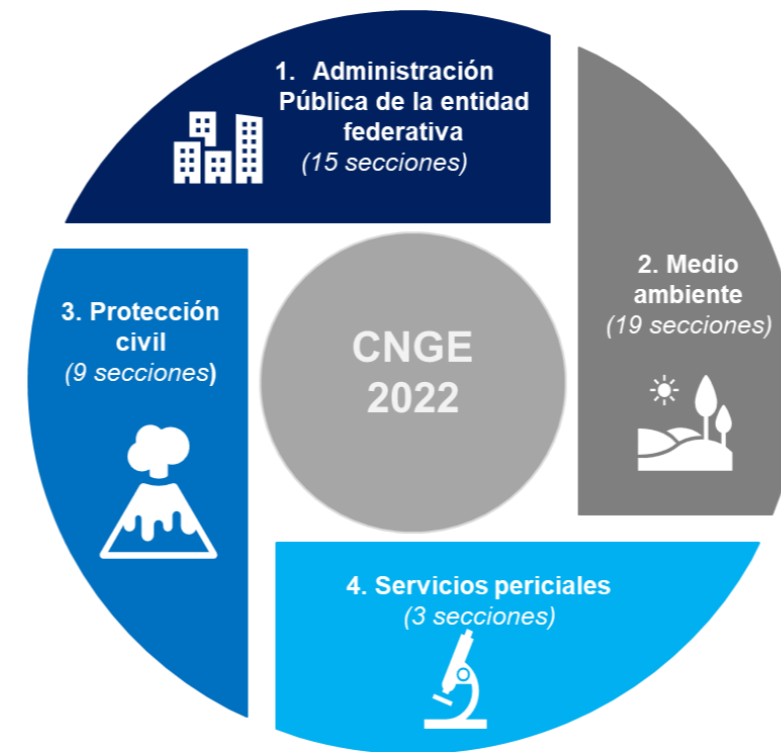 1. Administración
Pública de la entidad
federativa
(15 secciones)
2. Medio
ambiente
(19 secciones)
3. Protección
civil
(9 secciones)
CNGE
2022
4. Servicios periciales
(3 secciones)